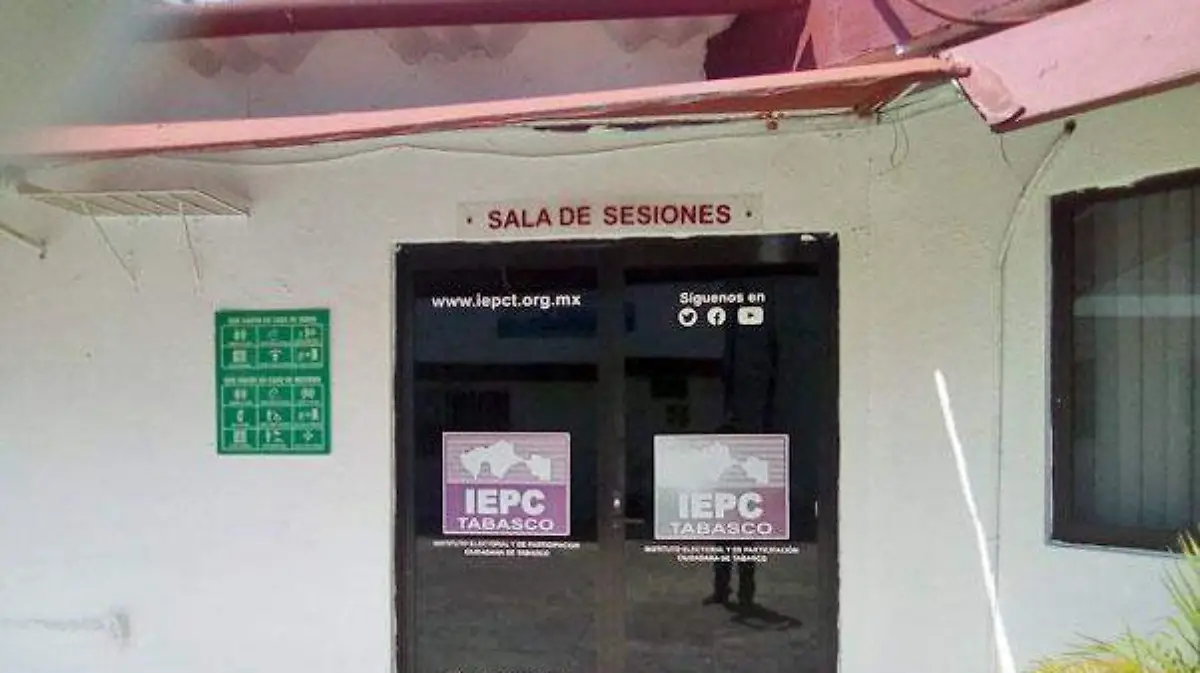 · SALA DE SESIONES ·
www.iepct.org.mx
Síguenos en
IEPC
TABASCO
INSTITUTO ELECTORAL Y DE PARTICIPACIÓN
CIUDADANA DE TABASCO
IEPC
TABASCO
INSTITUTO ELECTORAL Y DE PARTICIPACIÓN
CIUDADANA DE TABASCO